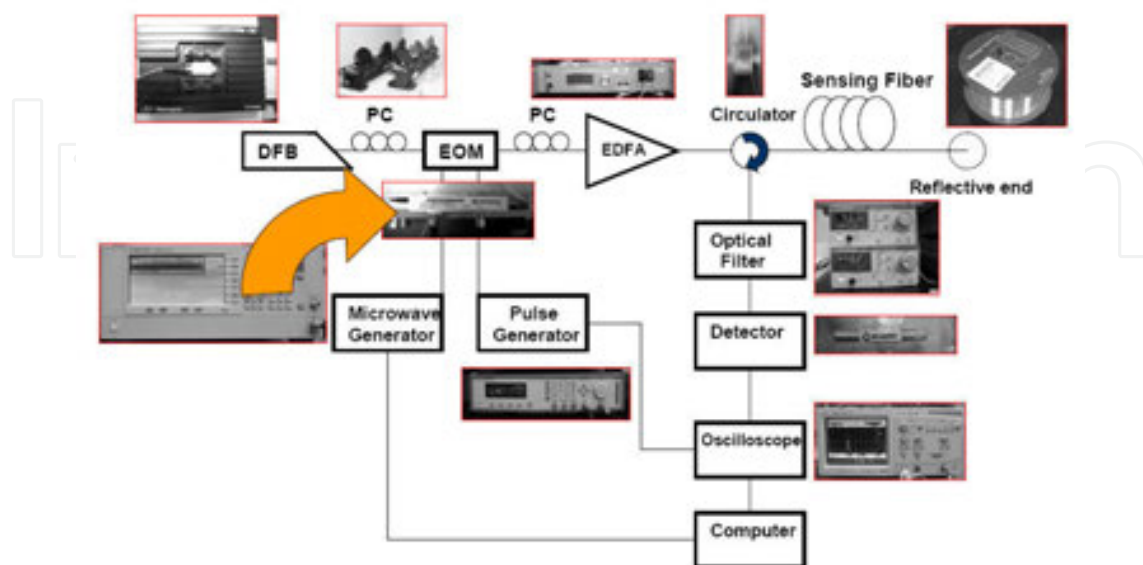 PC
PC
Circulator
Sensing Fiber
DFB
EOM
EDFA
Reflective end
Optical
Filter
Microwave
Generator
Pulse
Generator
Detector
Oscilloscope
Computer